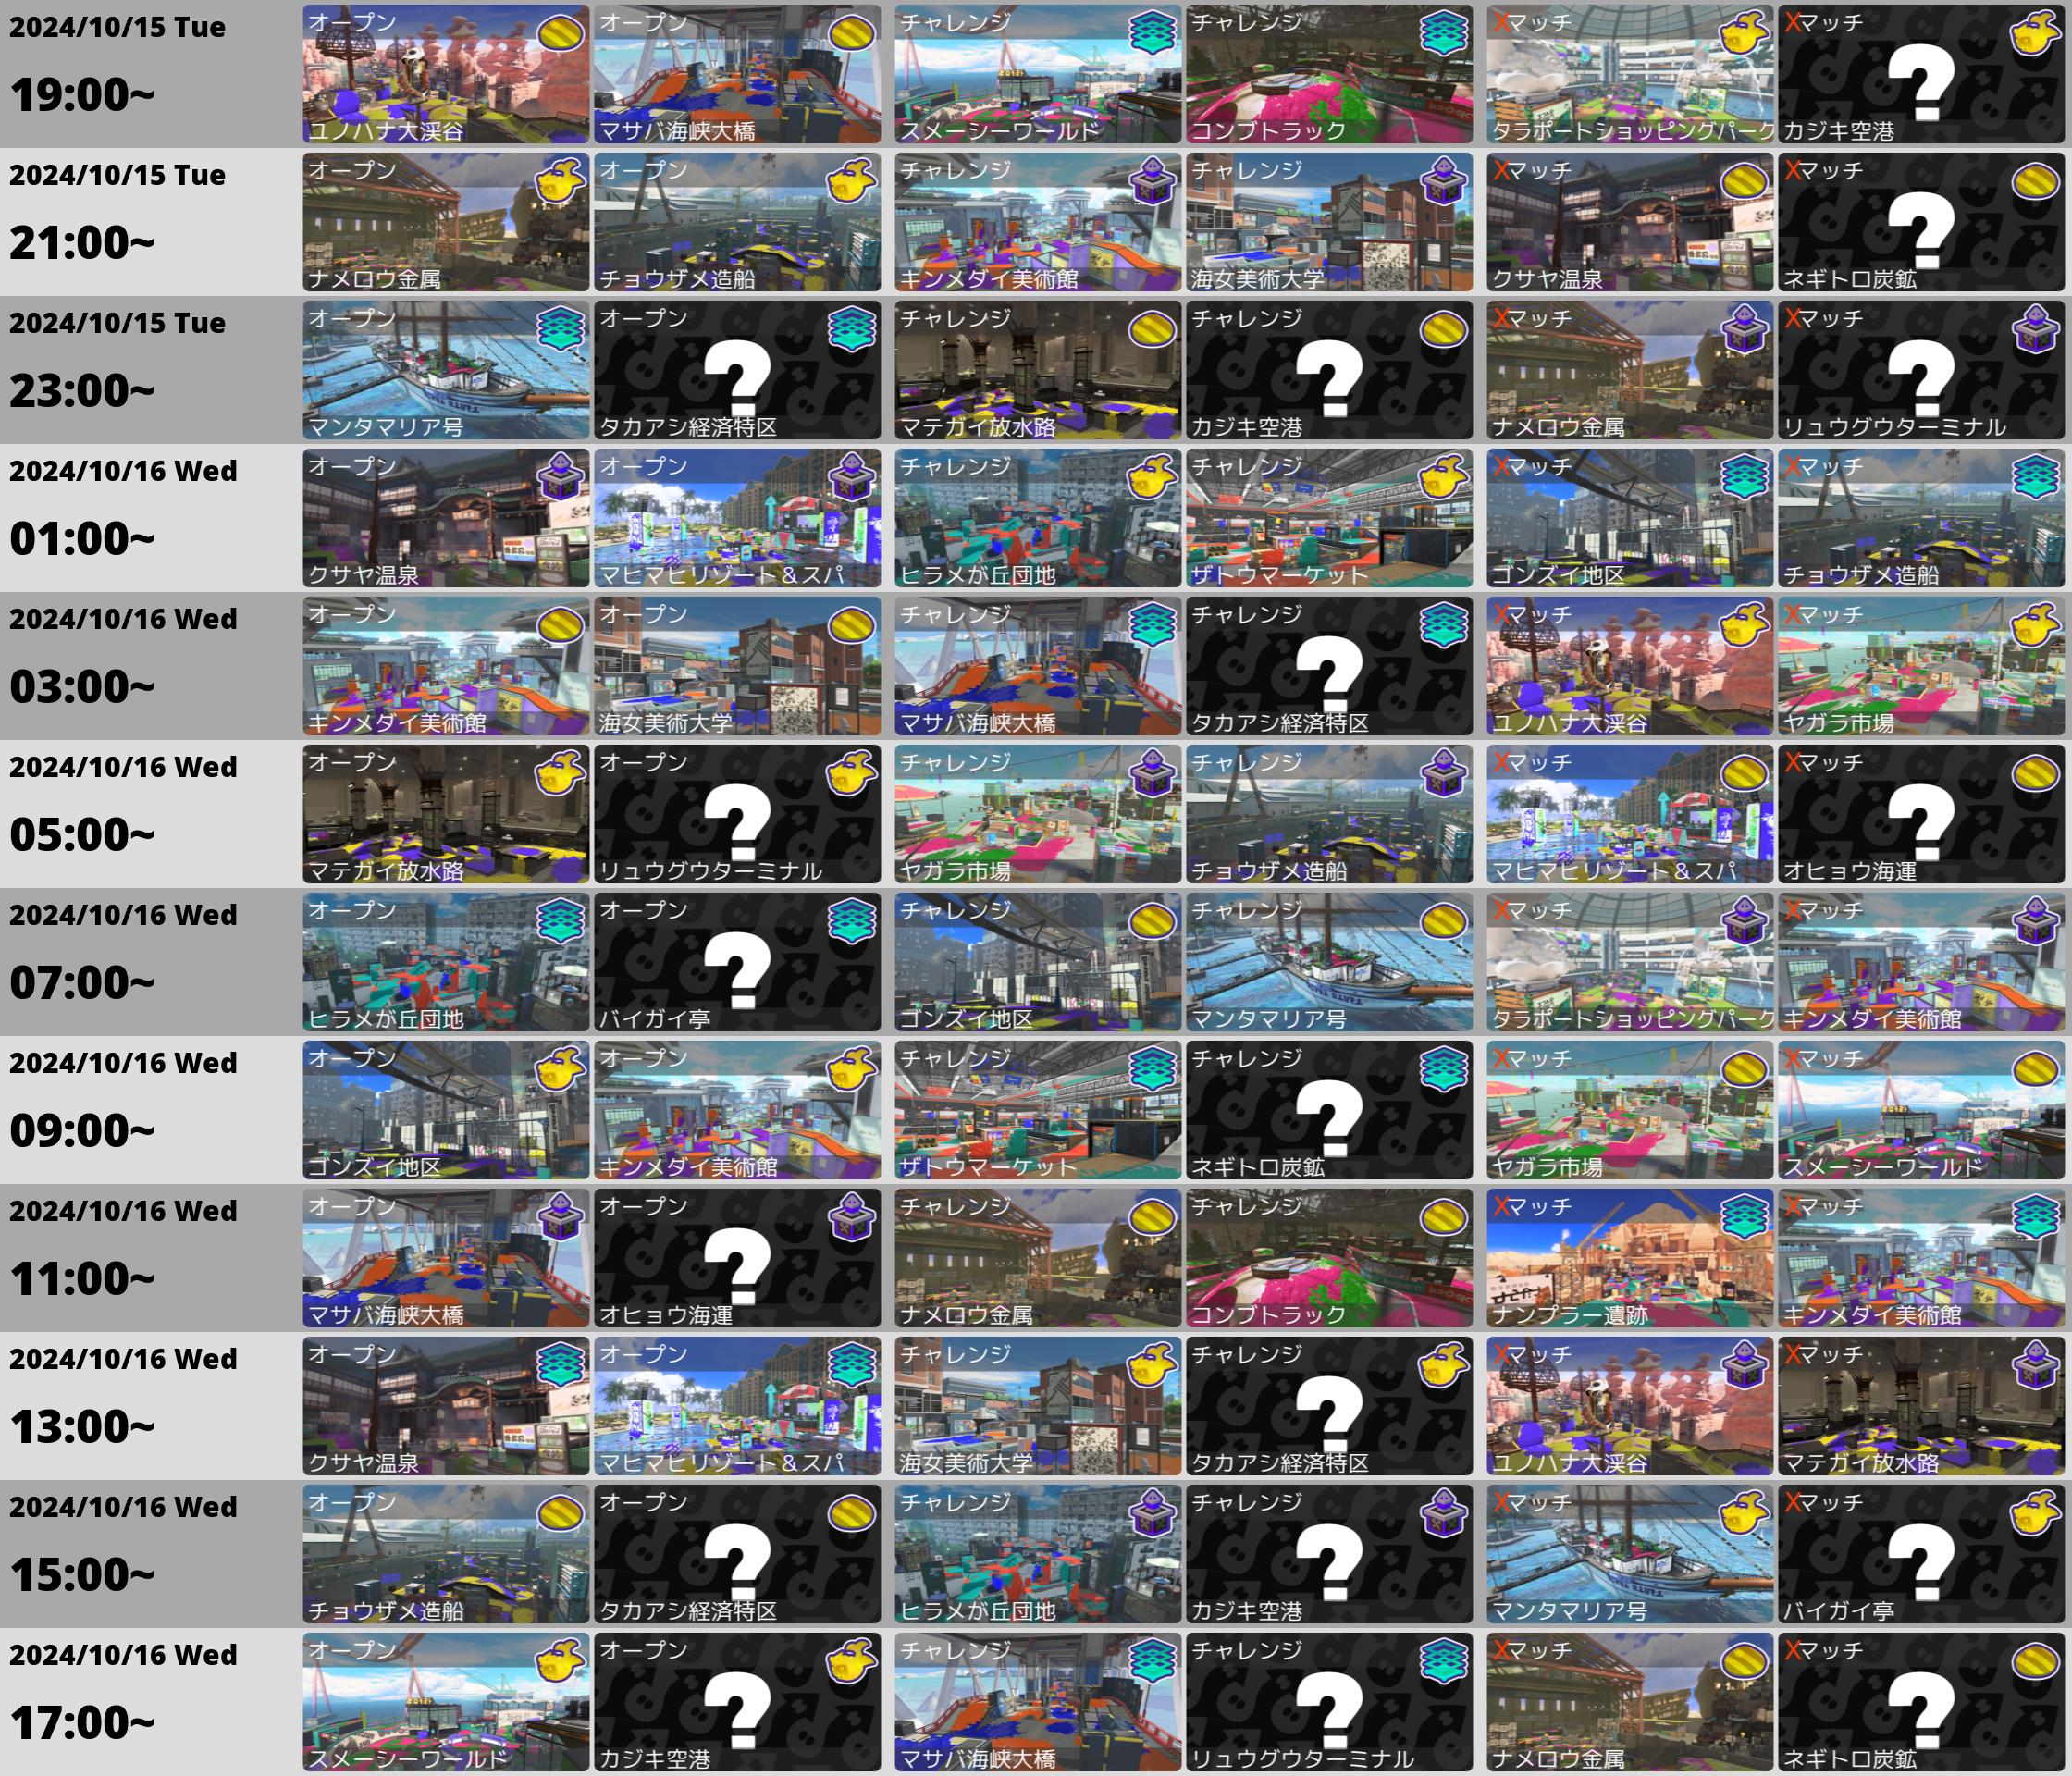 2024/10/15 Tue
19:00~
オープン
ユノハナ大渓谷
オープン
マサバ海峡大橋
チャレンジ
スメーシーワールド
チャレンジ
コンブトラック
Xマッチ
タラポートショッピングパーク
Xマッチ
カジキ空港
2024/10/15 Tue
21:00~
オープン
ナメロウ金属
オープン
チョウザメ造船
チャレンジ
キンメダイ美術館
チャレンジ
海女美術大学
Xマッチ
クサヤ温泉
Xマッチ
ネギトロ炭鉱
2024/10/15 Tue
23:00~
オープン
マンタマリア号
オープン
タカアシ経済特区
チャレンジ
マテガイ放水路
チャレンジ
カジキ空港
Xマッチ
ナメロウ金属
Xマッチ
リュウグウターミナル
2024/10/16 Wed
01:00~
オープン
クサヤ温泉
オープン
マヒマヒリゾート&スパ
チャレンジ
ヒラメが丘団地
チャレンジ
ザトウマーケット
Xマッチ
ゴンズイ地区
Xマッチ
チョウザメ造船
2024/10/16 Wed
03:00~
オープン
キンメダイ美術館
オープン
海女美術大学
チャレンジ
マサバ海峡大橋
チャレンジ
タカアシ経済特区
Xマッチ
ユノハナ大渓谷
Xマッチ
ヤガラ市場
2024/10/16 Wed
05:00~
オープン
マテガイ放水路
オープン
リュウグウターミナル
チャレンジ
ヤガラ市場
チャレンジ
チョウザメ造船
Xマッチ
マヒマヒリゾート&スパ
Xマッチ
オヒョウ海運
2024/10/16 Wed
07:00~
オープン
ヒラメが丘団地
オープン
バイガイ亭
チャレンジ
ゴンズイ地区
チャレンジ
マンタマリア号
Xマッチ
タラポートショッピングパーク
Xマッチ
キンメダイ美術館
2024/10/16 Wed
09:00~
オープン
ゴンズイ地区
オープン
キンメダイ美術館
チャレンジ
ザトウマーケット
チャレンジ
ネギトロ炭鉱
Xマッチ
ヤガラ市場
Xマッチ
スメーシーワールド
2024/10/16 Wed
11:00~
オープン
マサバ海峡大橋
オープン
オヒョウ海運
チャレンジ
ナメロウ金属
チャレンジ
コンブトラック
Xマッチ
ナンプラー遺跡
Xマッチ
キンメダイ美術館
2024/10/16 Wed
13:00~
オープン
クサヤ温泉
オープン
マヒマヒリゾート&スパ
チャレンジ
海女美術大学
チャレンジ
タカアシ経済特区
Xマッチ
ユノハナ大渓谷
Xマッチ
マテガイ放水路
2024/10/16 Wed
15:00~
オープン
チョウザメ造船
オープン
タカアシ経済特区
チャレンジ
ヒラメが丘団地
チャレンジ
カジキ空港
Xマッチ
マンタマリア号
Xマッチ
バイガイ亭
2024/10/16 Wed
17:00~
オープン
スメーシーワールド
オープン
カジキ空港
チャレンジ
マサバ海峡大橋
チャレンジ
リュウグウターミナル
Xマッチ
ナメロウ金属
Xマッチ
ネギトロ炭鉱